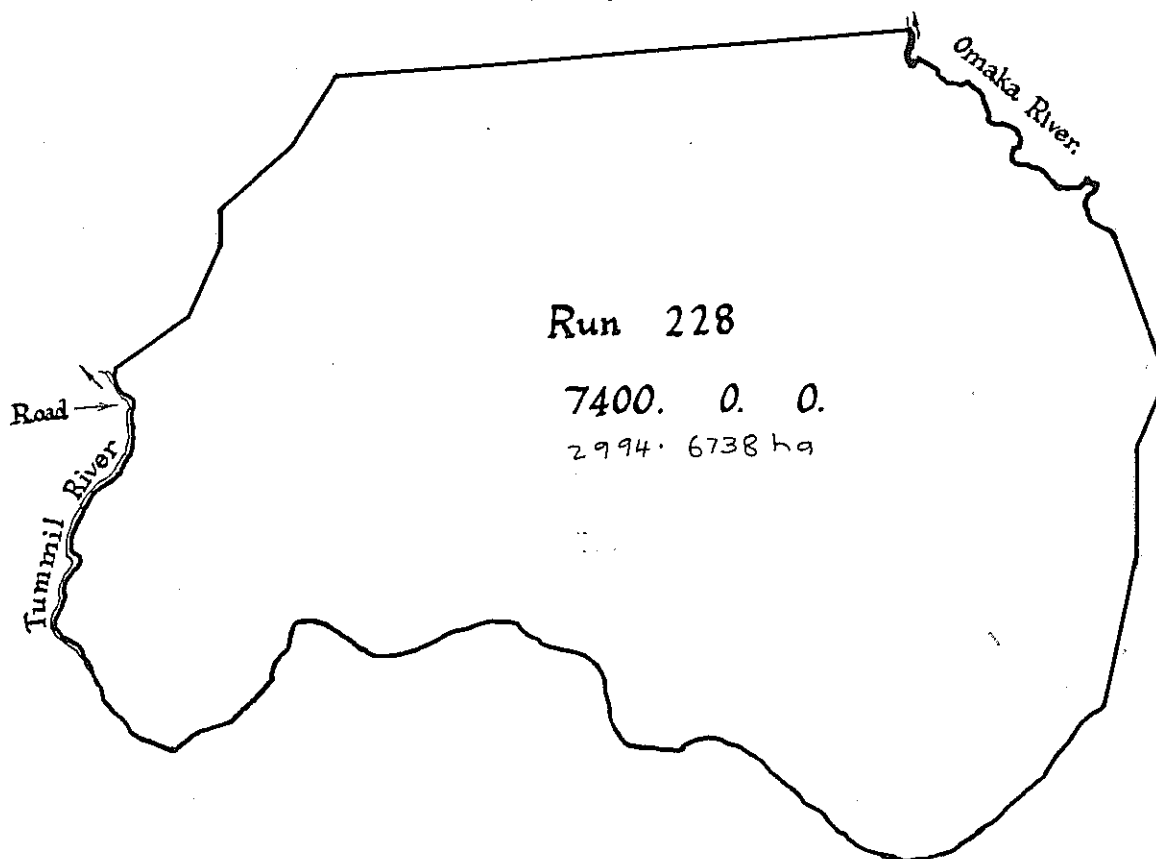 Omaka River.
Run 228
7400. 0. 0.
2994. 6738 ha
Road
Tummil River